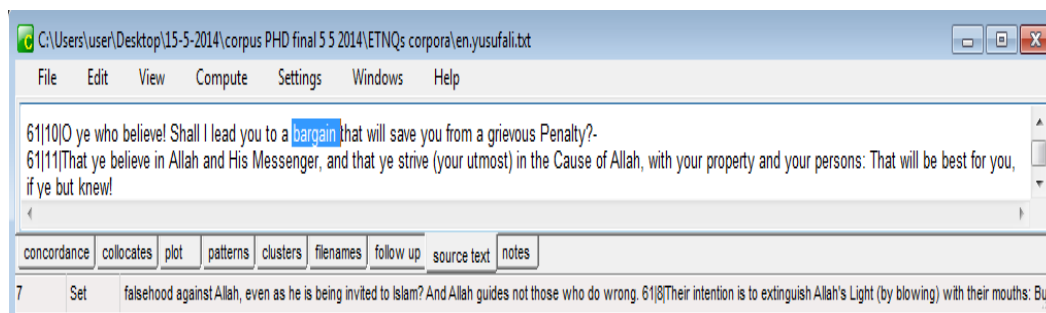 C:\Users\user\Desktop\15-5-2014\corpus PHD final 5 5 2014\ETNQs corpora\en.yusufali.txt
File Edit View Compute Settings Windows Help
61|10|O ye who believe! Shall I lead you to a bargain that will save you from a grievous Penalty?-
61|11|That ye believe in Allah and His Messenger, and that ye strive (your utmost) in the Cause of Allah, with your property and your persons: That will be best for you,
if ye but knew!
concordance collocates plot patterns clusters filenames follow up source text notes
7 Set falsehood against Allah, even as he is being invited to Islam? And Allah guides not those who do wrong. 61|8|Their intention is to extinguish Allah's Light (by blowing) with their mouths: Bu